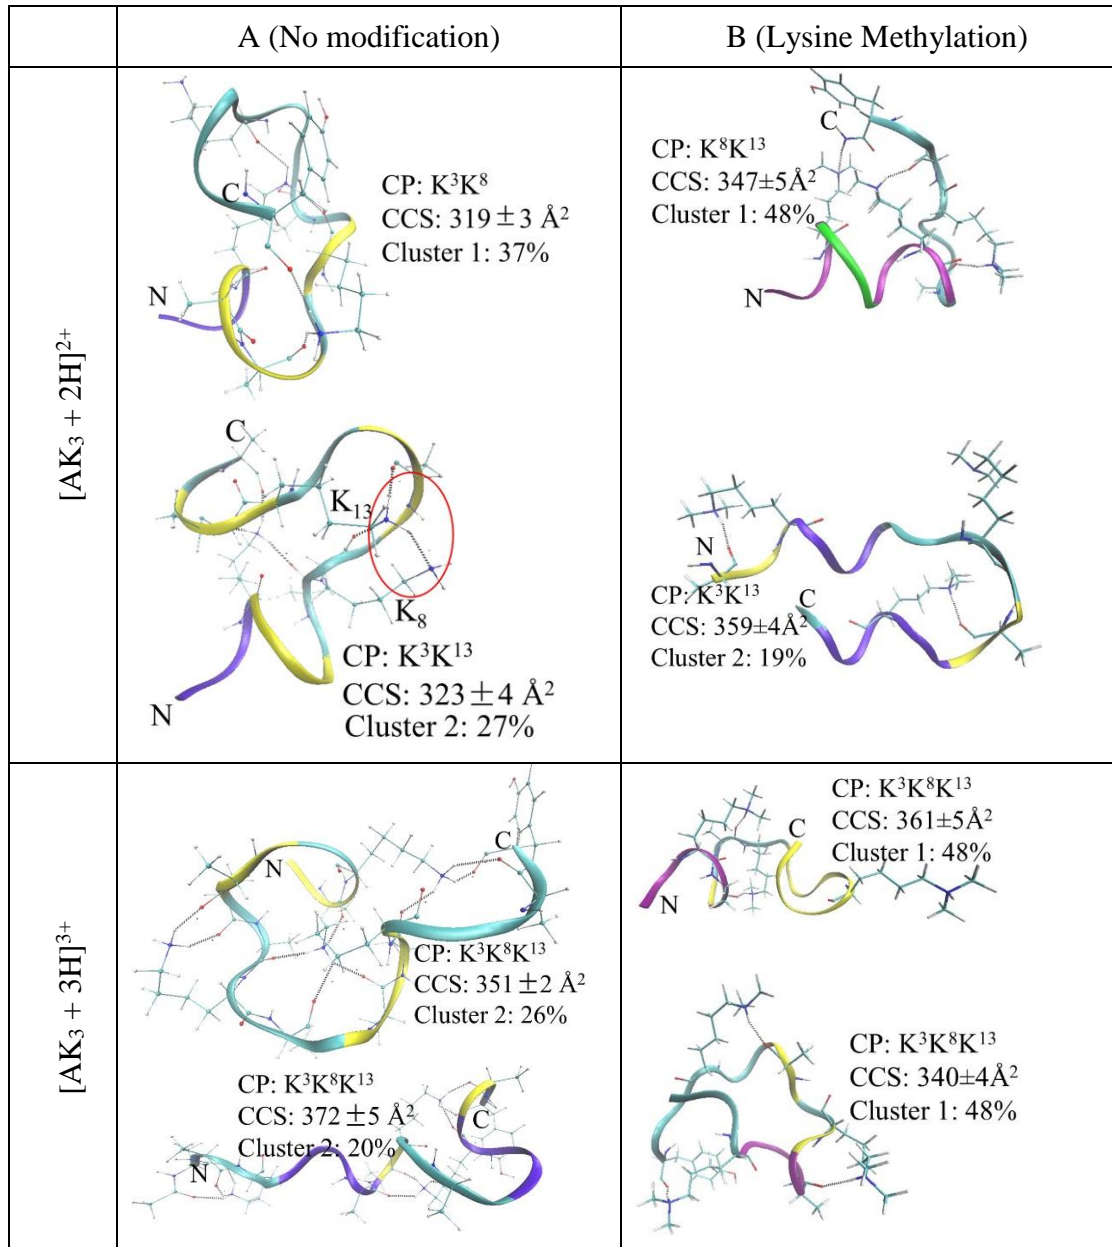 A (No modification)
B (Lysine Methylation)
[AK₃ + 2H]²⁺
C
N
CP: K³K⁸
CCS: 319 ± 3 Å²
Cluster 1: 37%
C
K₁₃
K₈
N
CP: K³K¹³
CCS: 323 ± 4 Å²
Cluster 2: 27%
C
N
CP: K⁸K¹³
CCS: 347±5Å²
Cluster 1: 48%
N
C
CP: K³K¹³
CCS: 359±4Å²
Cluster 2: 19%
[AK₃ + 3H]³⁺
N
C
CP: K³K⁸K¹³
CCS: 351 ±2 Å²
Cluster 2: 26%
CP: K³K⁸K¹³
CCS: 372 ±5 Å²
Cluster 2: 20%
N
C
CP: K³K⁸K¹³
CCS: 361±5Å²
Cluster 1: 48%
C
N
CP: K³K⁸K¹³
CCS: 340±4Å²
Cluster 1: 48%